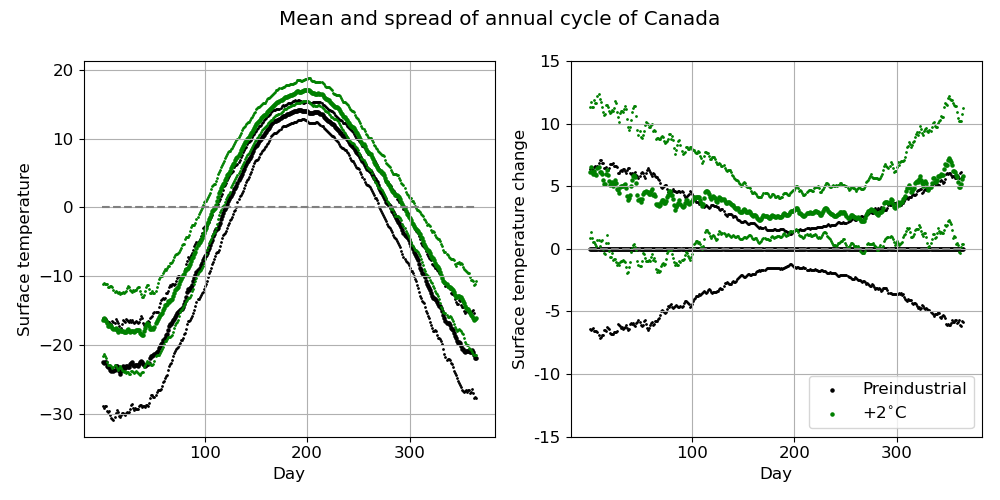 Mean and spread of annual cycle of Canada
Surface temperature
20
10
0
−10
−20
−30
100
200
300
Day
Surface temperature change
15
10
5
0
-5
-10
-15
100
200
300
Day
Preindustrial
+2°C